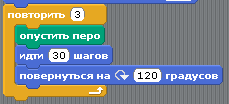 повторить 3
опустить перо
идти 30 шагов
повернуться на 120 градусов